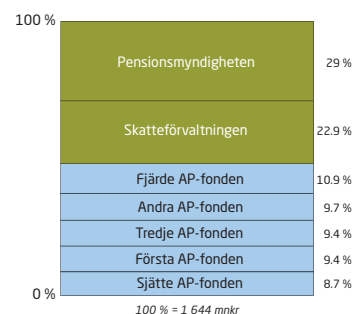 100 %
Pensionsmyndigheten 29 %
Skatteförvaltningen 22.9 %
Fjärde AP-fonden 10.9 %
Andra AP-fonden 9.7 %
Tredje AP-fonden 9.4 %
Första AP-fonden 9.4 %
Sjätte AP-fonden 8.7 %
0 %
100 % = 1 644 mnkr